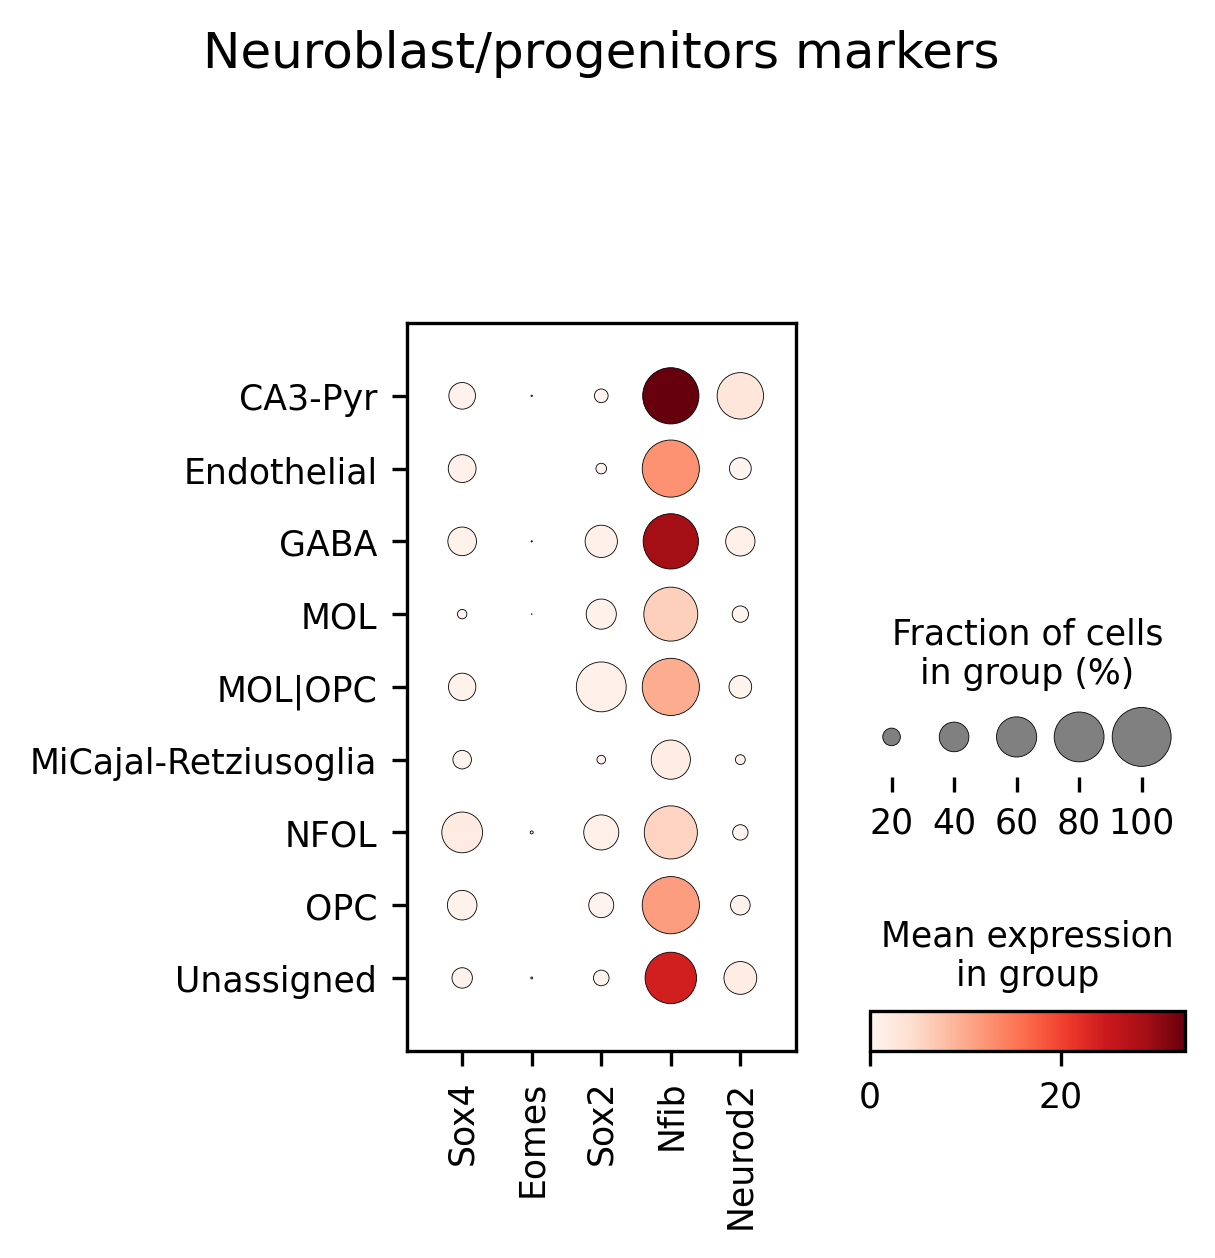 Neuroblast/progenitors markers
CA3-Pyr
Endothelial
GABA
MOL
MOL|OPC
MiCajal-Retziusoglia
NFOL
OPC
Unassigned
Sox4
Eomes
Sox2
Nfib
Neurod2
Fraction of cells
in group (%)
20 40 60 80 100
Mean expression
in group
0 20